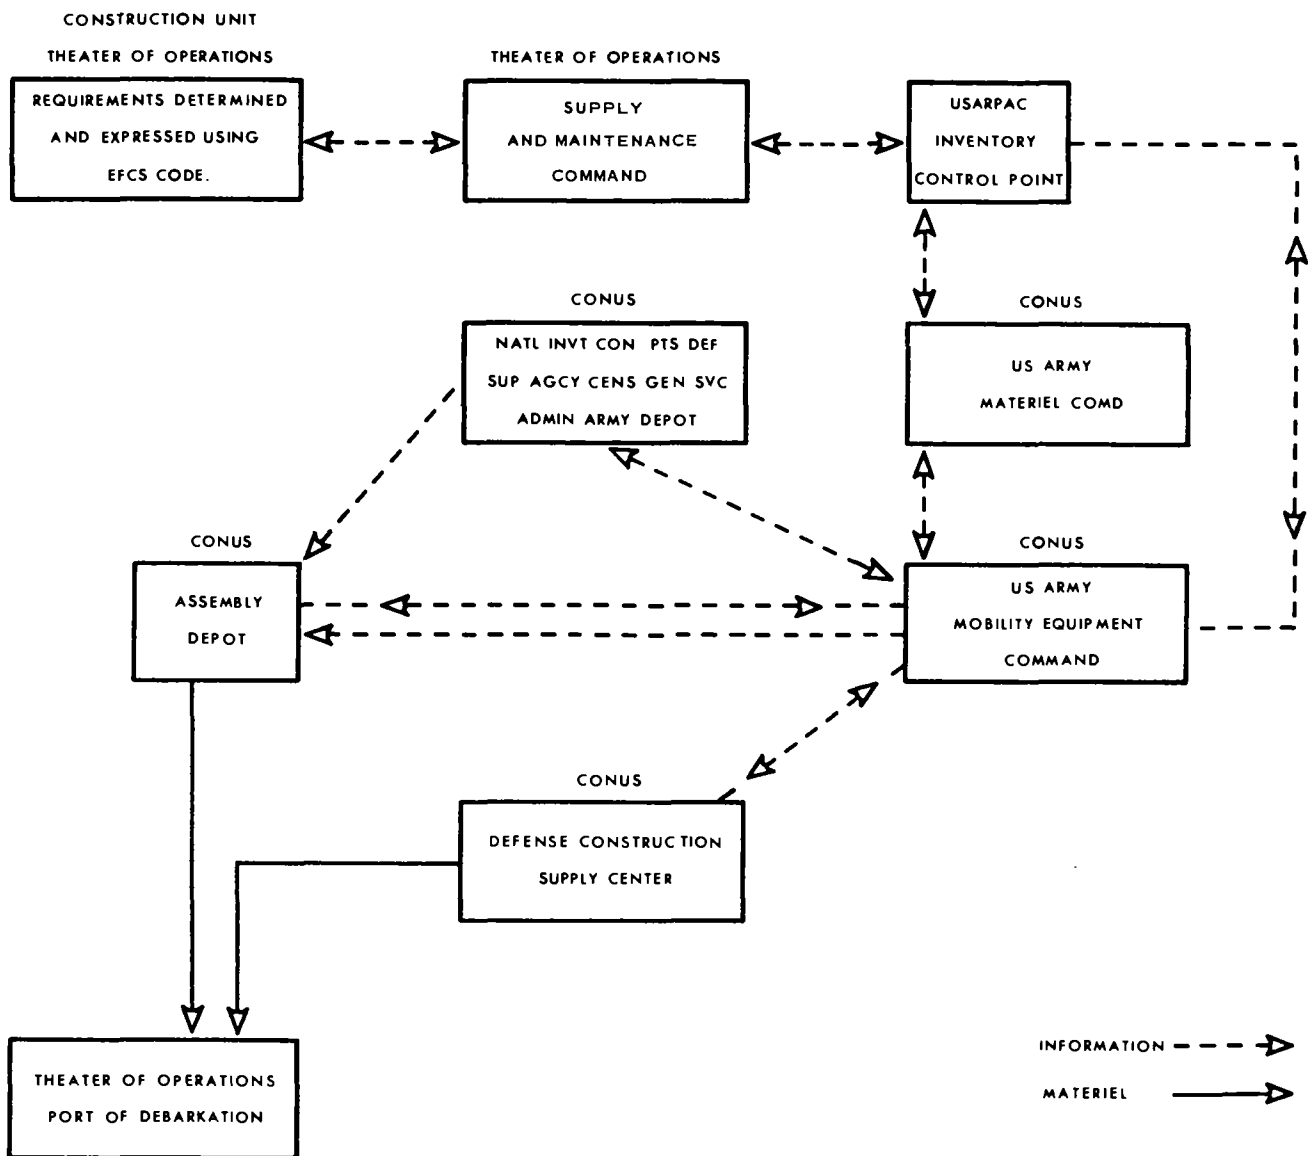 CONSTRUCTION UNIT
THEATER OF OPERATIONS
REQUIREMENTS DETERMINED
AND EXPRESSED USING
EFCS CODE.
THEATER OF OPERATIONS
SUPPLY
AND MAINTENANCE
COMMAND
USARPAC
INVENTORY
CONTROL POINT
CONUS
NATL INVT CON PTS DEF
SUP AGCY CENS GEN SVC
ADMIN ARMY DEPOT
CONUS
US ARMY
MATERIEL COMD
CONUS
ASSEMBLY
DEPOT
CONUS
US ARMY
MOBILITY EQUIPMENT
COMMAND
CONUS
DEFENSE CONSTRUCTION
SUPPLY CENTER
THEATER OF OPERATIONS
PORT OF DEBARKATION
INFORMATION
MATERIEL